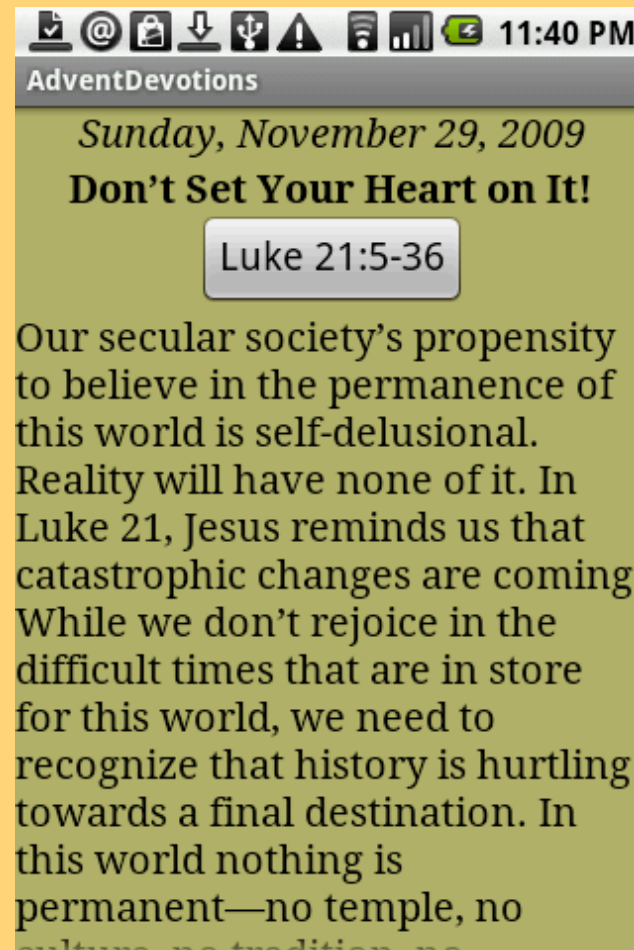 11:40 PM
AdventDevotions
Sunday, November 29, 2009
Don’t Set Your Heart on It!
Luke 21:5-36
Our secular society’s propensity
to believe in the permanence of
this world is self-delusional.
Reality will have none of it. In
Luke 21, Jesus reminds us that
catastrophic changes are coming
While we don’t rejoice in the
difficult times that are in store
for this world, we need to
recognize that history is hurtling
towards a final destination. In
this world nothing is
permanent—no temple, no
culture, no tradition, no